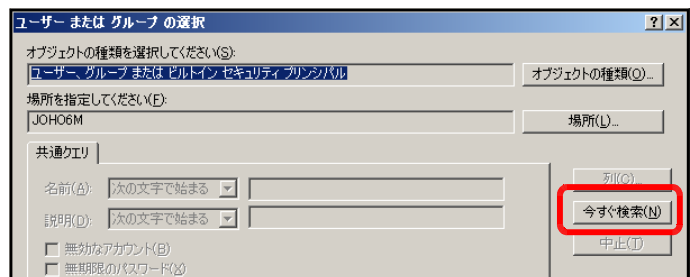 ユーザー または グループ の選択
オブジェクトの種類を選択してください(S):
ユーザー、グループ または ビルトイン セキュリティ プリンシパル
オブジェクトの種類(O)...
場所を指定してください(F):
JOHO6M
場所(L)...
共通クエリ
名前(A):
次の文字で始まる
列(C)...
説明(D):
次の文字で始まる
今すぐ検索(N)
無効なアカウント(B)
中止(T)
無期限のパスワード(X)